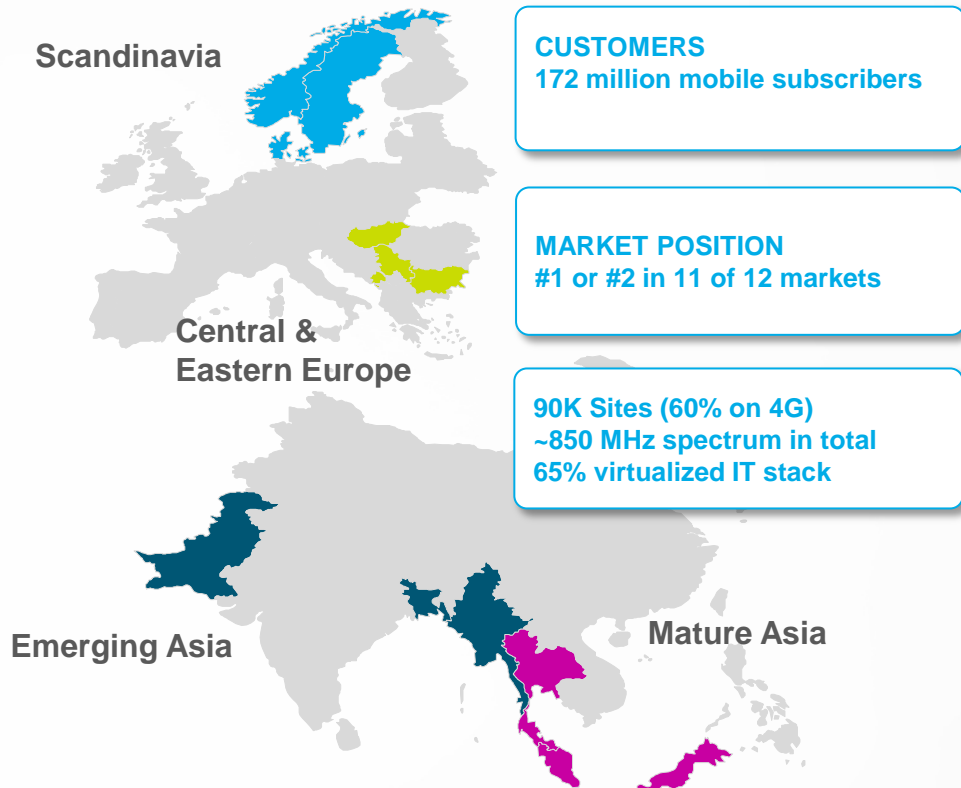 Scandinavia
CUSTOMERS
172 million mobile subscribers
MARKET POSITION
#1 or #2 in 11 of 12 markets
Central &
Eastern Europe
90K Sites (60% on 4G)
~850 MHz spectrum in total
65% virtualized IT stack
Emerging Asia
Mature Asia